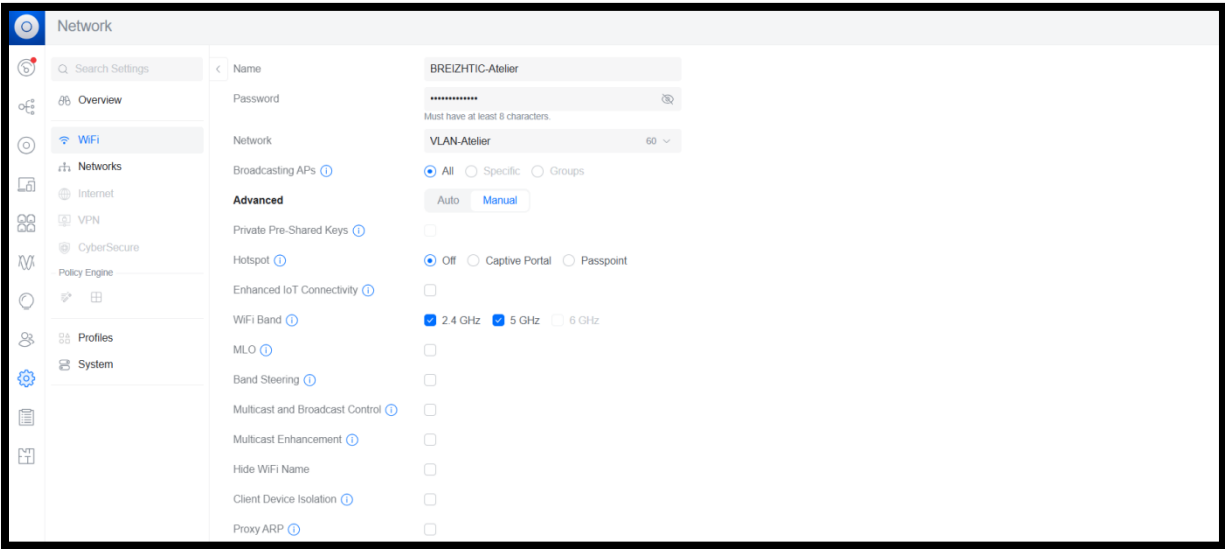 Network
Search Settings
Overview
WiFi
Networks
Internet
VPN
CyberSecure
Policy Engine
Profiles
System
Name BREIZHTIC-Atelier
Password •••••••••••••
Must have at least 8 characters.
Network VLAN-Atelier 60
Broadcasting APs All Specific Groups
Advanced Auto Manual
Private Pre-Shared Keys
Hotspot Off Captive Portal Passpoint
Enhanced IoT Connectivity
WiFi Band 2.4 GHz 5 GHz 6 GHz
MLO
Band Steering
Multicast and Broadcast Control
Multicast Enhancement
Hide WiFi Name
Client Device Isolation
Proxy ARP